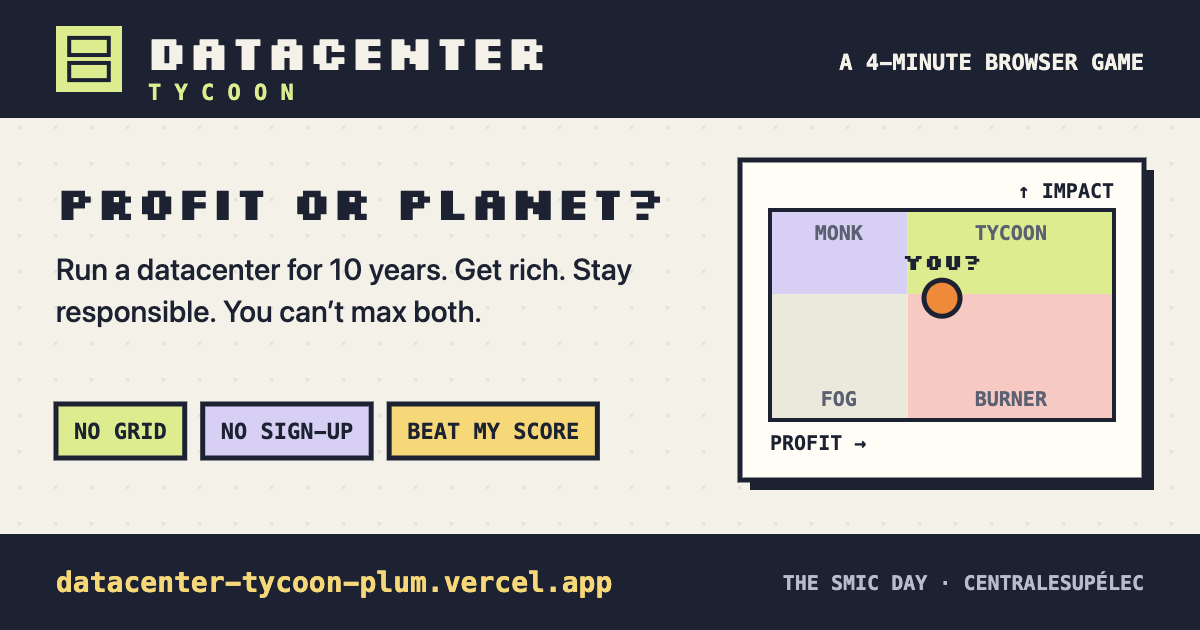 DATACENTER
TYCOON
A 4–MINUTE BROWSER GAME
PROFIT OR PLANET?
Run a datacenter for 10 years. Get rich. Stay
responsible. You can’t max both.
NO GRID
NO SIGN–UP
BEAT MY SCORE
↑ IMPACT
MONK
TYCOON
YOU?
FOG
BURNER
PROFIT →
datacenter–tycoon–plum.vercel.app
THE SMIC DAY · CENTRALESUPÉLEC